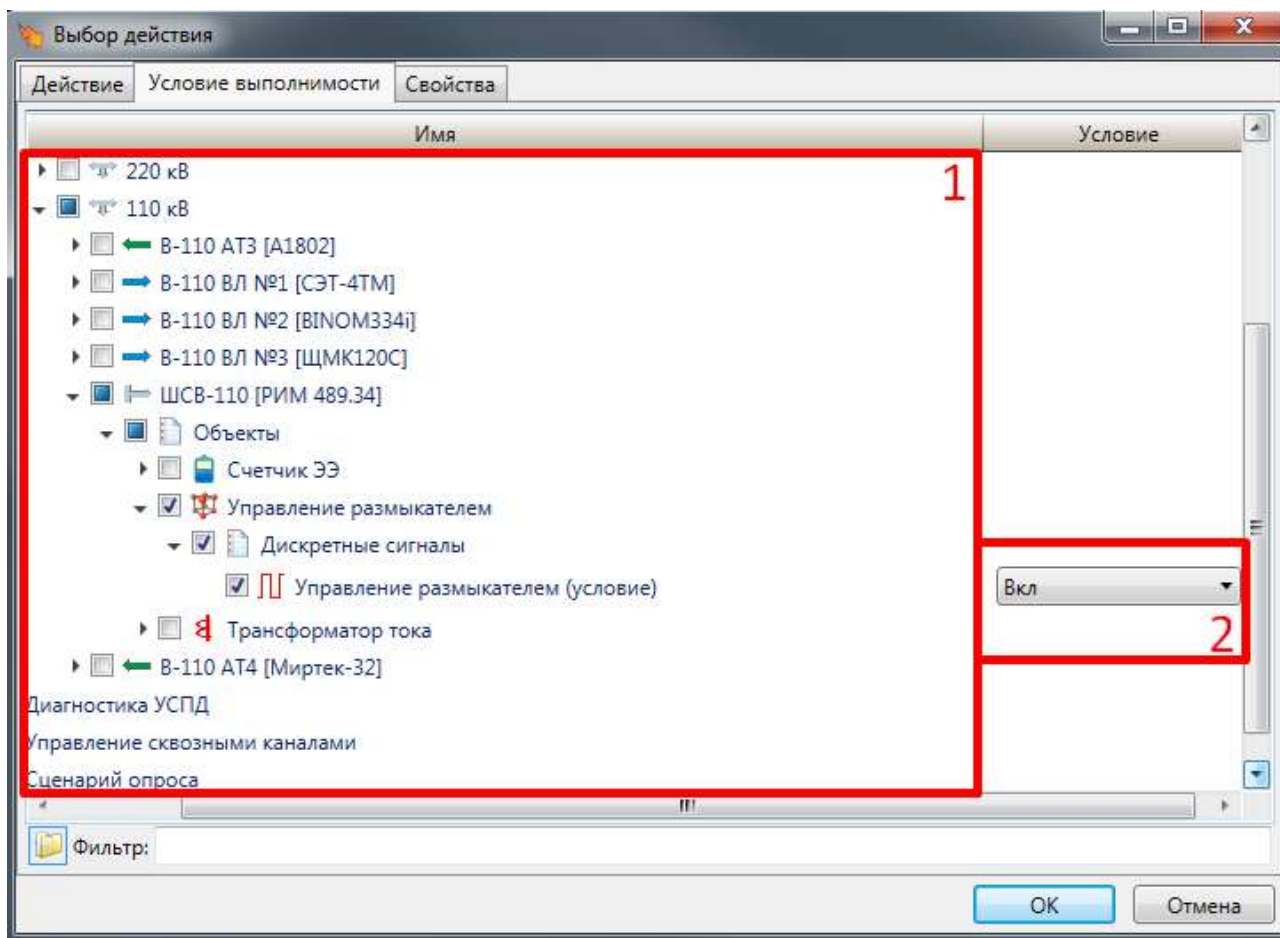 Выбор действия
Действие Условие выполнимости Свойства
Имя Условие
220 кВ
1
110 кВ
В-110 АТ3 [А1802]
В-110 ВЛ №1 [СЭТ-4ТМ]
В-110 ВЛ №2 [BINOM334i]
В-110 ВЛ №3 [ЩМК120С]
ШСВ-110 [РИМ 489.34]
Объекты
Счетчик ЭЭ
Управление размыкателем
Дискретные сигналы
Управление размыкателем (условие) Вкл
Трансформатор тока
2
В-110 АТ4 [Миртек-32]
Диагностика УСПД
Управление сквозными каналами
Сценарий опроса
Фильтр:
ОК Отмена